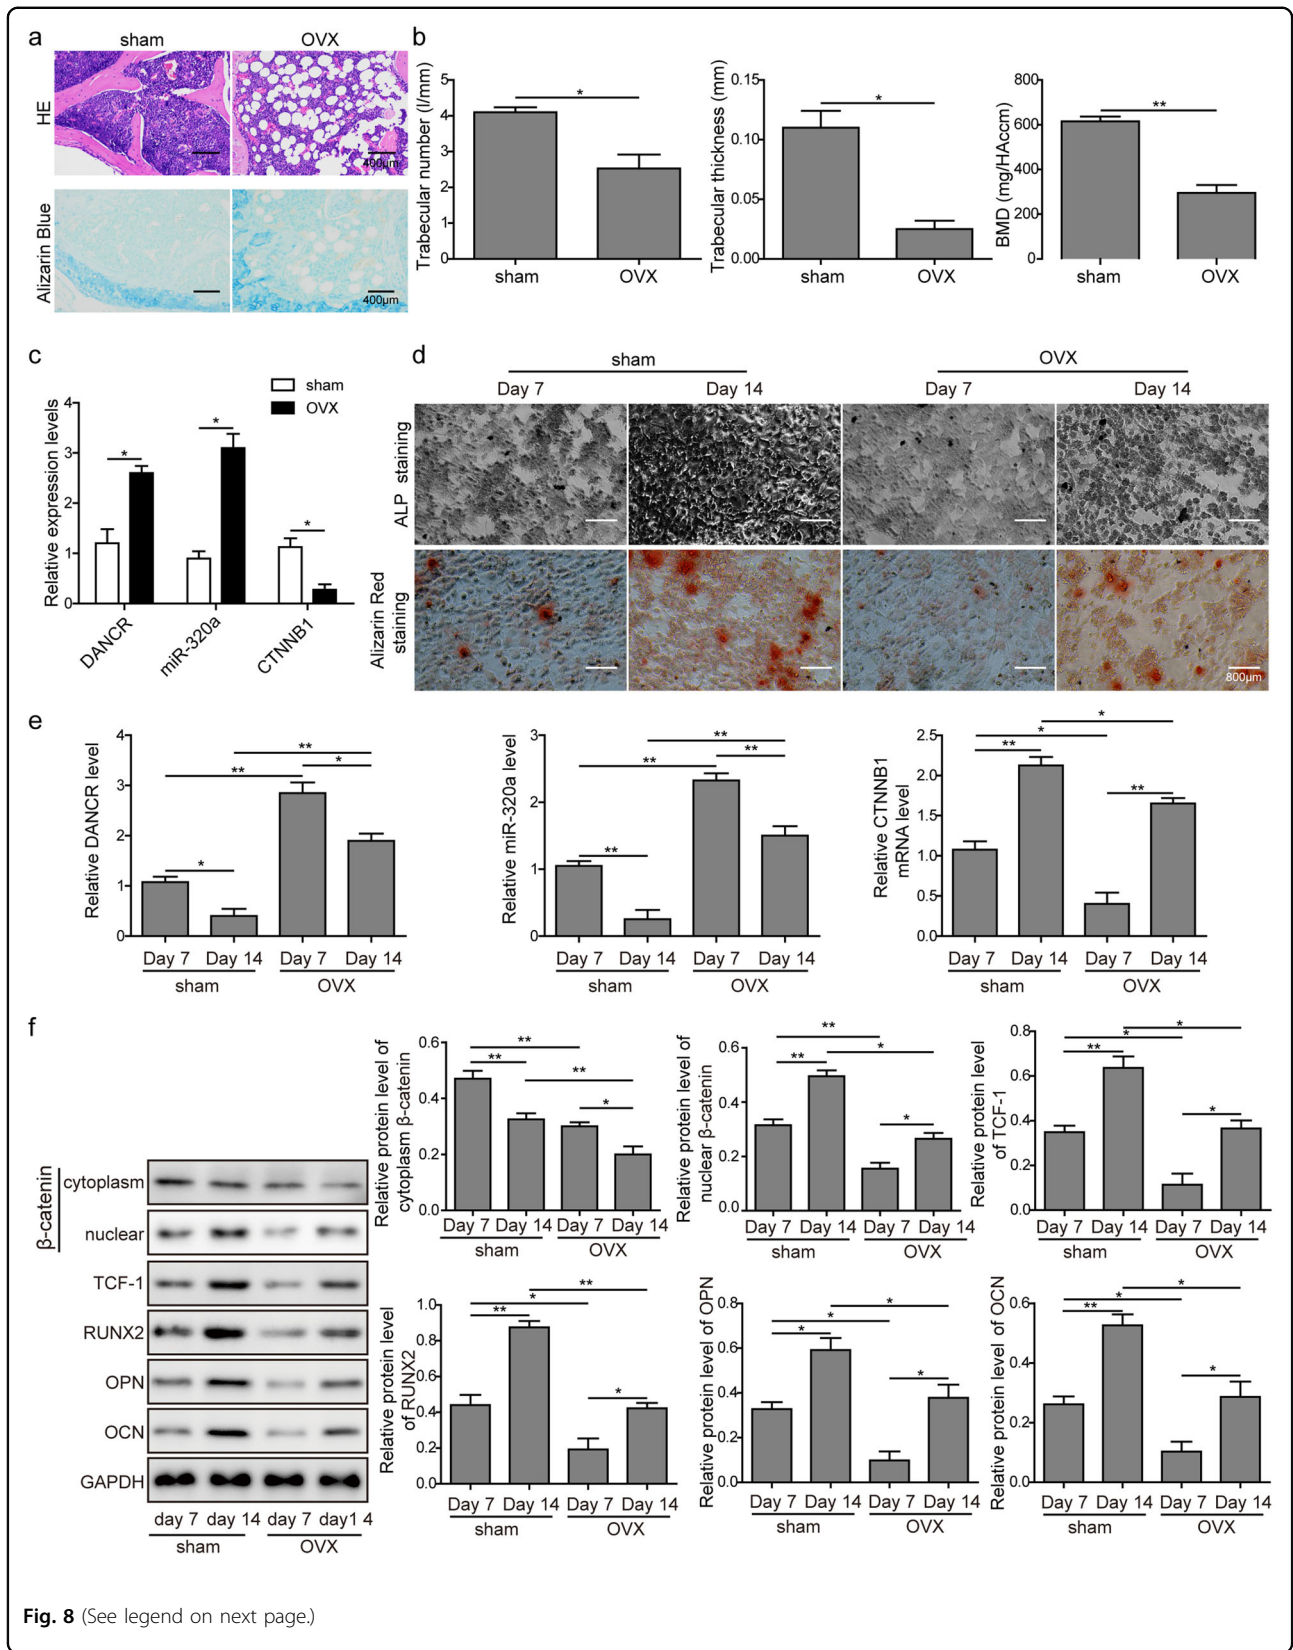 a
sham
OVX
HE
400μm
Alizarin Blue
400μm
b
Trabecular number (l/mm)
5
4
3
2
1
0
*
sham
OVX
Trabecular thickness (mm)
0.15
0.10
0.05
0.00
*
sham
OVX
BMD (mg/HAccm)
800
600
400
200
0
**
sham
OVX
c
sham
OVX
Relative expression levels
4
3
2
1
0
*
*
*
DANCR
miR-320a
CTNNB1
d
sham
OVX
Day 7
Day 14
Day 7
Day 14
ALP staining
Alizarin Red
staining
800μm
e
Relative DANCR level
4
3
2
1
0
**
**
*
*
Day 7 Day 14 Day 7 Day 14
sham
OVX
Relative miR-320a level
3
2
1
0
**
**
**
**
Day 7 Day 14 Day 7 Day 14
sham
OVX
Relative CTNNB1
mRNA level
2.5
2.0
1.5
1.0
0.5
0.0
*
*
**
**
Day 7 Day 14 Day 7 Day 14
sham
OVX
f
β-catenin
cytoplasm
nuclear
TCF-1
RUNX2
OPN
OCN
GAPDH
day 7 day 14 day 7 day1 4
sham
OVX
Relative protein level of
cytoplasm β-catenin
0.6
0.4
0.2
0.0
**
**
**
*
Day 7 Day 14 Day 7 Day 14
sham
OVX
Relative protein level of
nuclear β-catenin
0.6
0.4
0.2
0.0
**
**
*
*
Day 7 Day 14 Day 7 Day 14
sham
OVX
Relative protein level
of TCF-1
0.8
0.6
0.4
0.2
0.0
*
*
**
*
Day 7 Day 14 Day 7 Day 14
sham
OVX
Relative protein level
of RUNX2
1.0
0.8
0.6
0.4
0.2
0.0
**
*
**
*
Day 7 Day 14 Day 7 Day 14
sham
OVX
Relative protein level of OPN
0.8
0.6
0.4
0.2
0.0
*
*
*
*
Day 7 Day 14 Day 7 Day 14
sham
OVX
Relative protein level of OCN
0.6
0.4
0.2
0.0
*
*
**
*
Day 7 Day 14 Day 7 Day 14
sham
OVX
Fig. 8 (See legend on next page.)